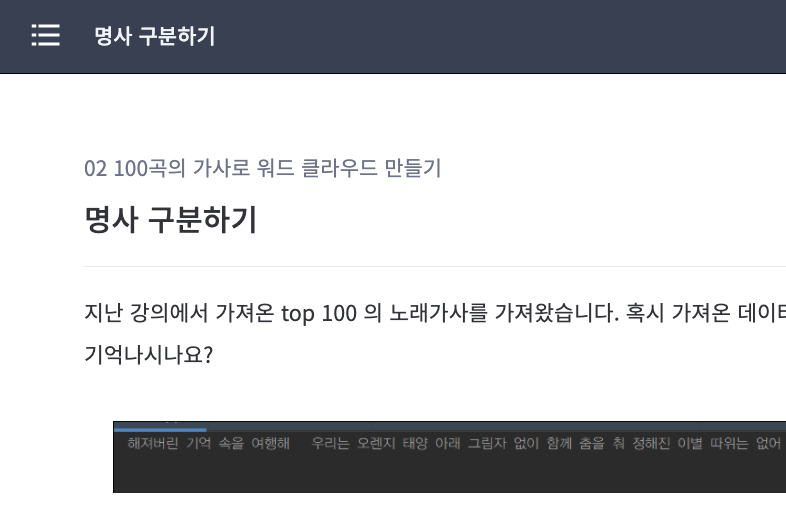 명사 구분하기
02 100곡의 가사로 워드 클라우드 만들기
명사 구분하기
지난 강의에서 가져온 top 100 의 노래가사를 가져왔습니다. 혹시 가져온
기억나시나요?
해져버린 기억 속을 여행해 우리는 오렌지 태양 아래 그림자 없이 함께 춤을 춰 정해진 이별 따위는 없어